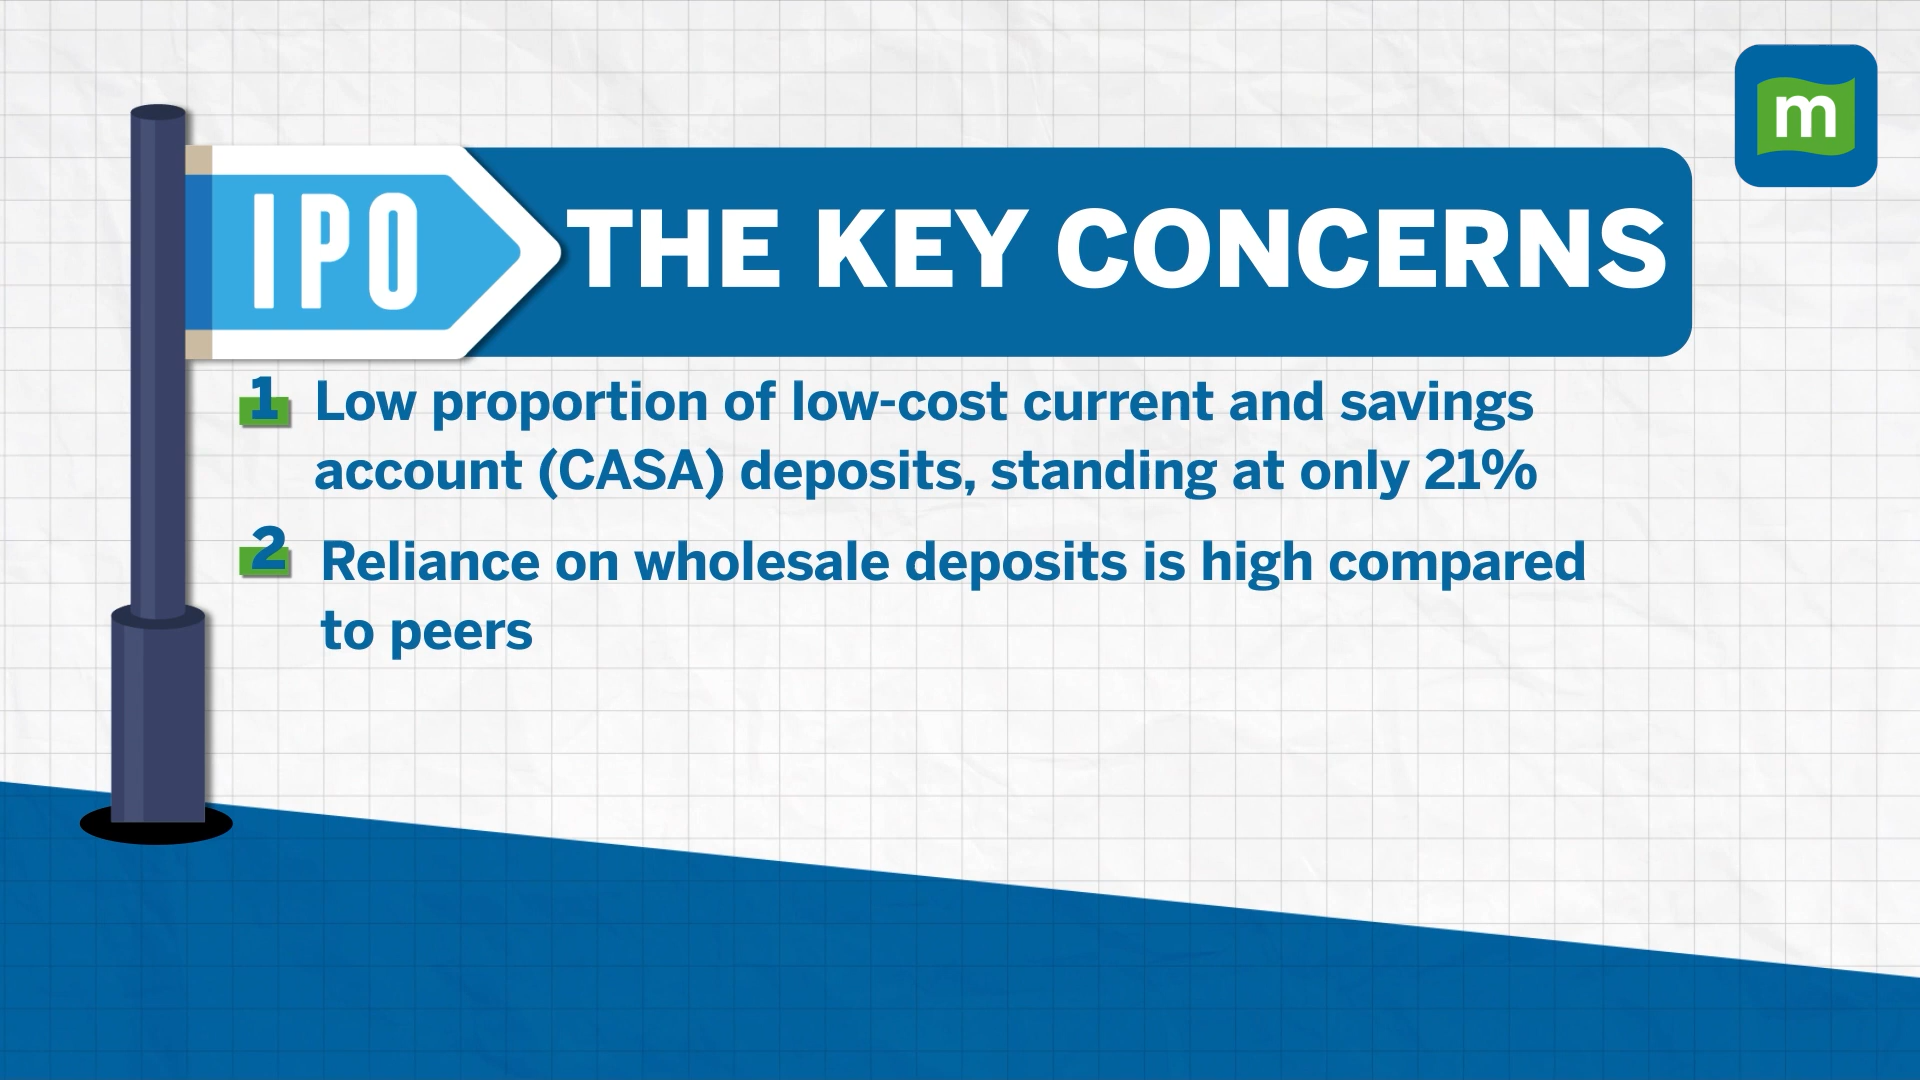 m
IPO
THE KEY CONCERNS
1 Low proportion of low-cost current and savings
account (CASA) deposits, standing at only 21%
2 Reliance on wholesale deposits is high compared
to peers